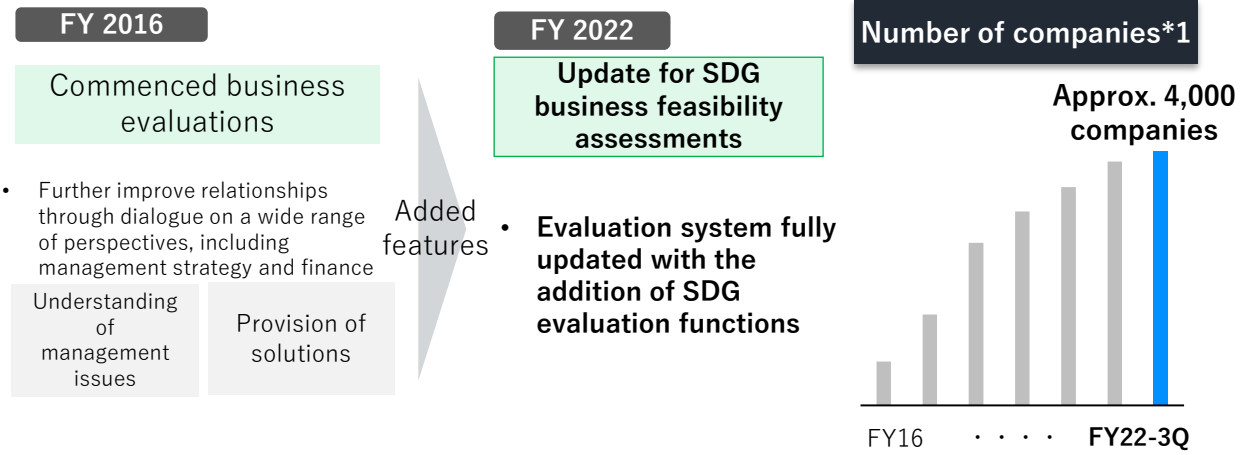 FY 2016
Commenced business
evaluations
• Further improve relationships
through dialogue on a wide range
of perspectives, including
management strategy and finance
Understanding
of
management
issues
Provision of
solutions
Added
features
FY 2022
Update for SDG
business feasibility
assessments
• Evaluation system fully
updated with the
addition of SDG
evaluation functions
Number of companies*1
Approx. 4,000
companies
FY16 ・・・・ FY22-3Q